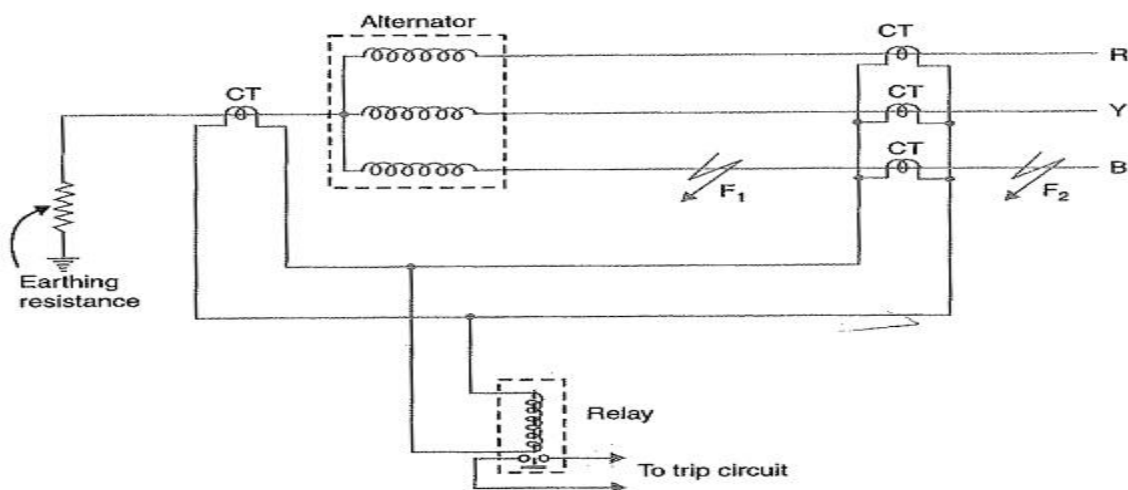 Alternator
CT
R
CT
CT
Y
CT
B
F1
F2
Earthing
resistance
Relay
To trip circuit